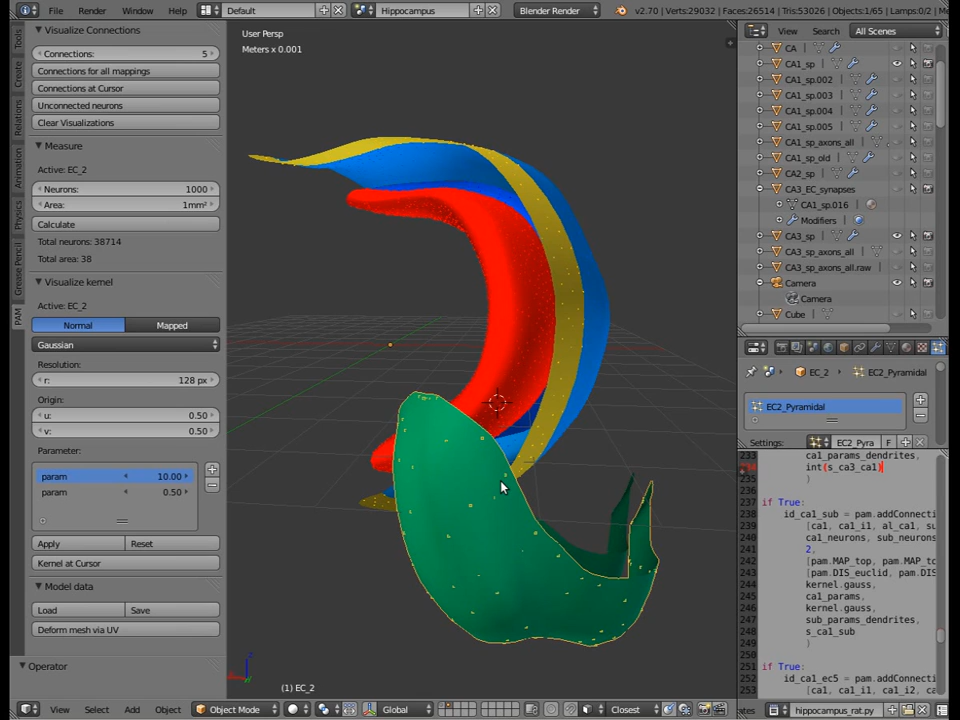 File Render Window Help Default Hippocampus Blender Render v2.70 | Verts:29032 | Faces:26514 | Tris:53026 | Objects:1/65 | Lamps:0/2 |
Tools
Create
Relations
Animation
Physics
Grease Pencil
PAM
Visualize Connections
Connections: 5
Connections for all mappings
Connections at Cursor
Unconnected neurons
Clear Visualizations
Measure
Active: EC_2
Neurons: 1000
Area: 1mm²
Calculate
Total neurons: 38714
Total area: 38
Visualize kernel
Active: EC_2
Normal Mapped
Gaussian
Resolution:
r: 128 px
Origin:
u: 0.50
v: 0.50
Parameter:
param 10.00
param 0.50
Apply Reset
Kernel at Cursor
Model data
Load Save
Deform mesh via UV
Operator
User Persp
Meters x 0.001
(1) EC_2
View Select Add Object Object Mode Global Closest
View Search All Scenes
CA
CA1_sp
CA1_sp.002
CA1_sp.003
CA1_sp.004
CA1_sp.005
CA1_sp_axons_all
CA1_sp_old
CA2_sp
CA3_EC_synapses
CA1_sp.016
Modifiers
CA3_sp
CA3_sp_axons_all
CA3_sp_axons_all.raw
Camera
Camera
Cube
EC_2 EC2_Pyramidal
EC2_Pyramidal
Settings: EC2_Pyra F
233 ca1_params_dendrites,
int(s_ca3_ca1)
235 )
236
237 if True:
238 id_ca1_sub = pam.addConnecti
239 [ca1, ca1_i1, al_ca1, su
240 ca1_neurons, sub_neurons
241 2,
242 [pam.MAP_top, pam.MAP_to
243 [pam.DIS_euclid, pam.DIS
244 kernel.gauss,
245 ca1_params,
246 kernel.gauss,
247 sub_params_dendrites,
248 s_ca1_sub
249 )
250
251 if True:
252 id_ca1_ec5 = pam.addConnecti
253 [ca1, ca1_i1, ca1_i2, ca
hippocampus_rat.py